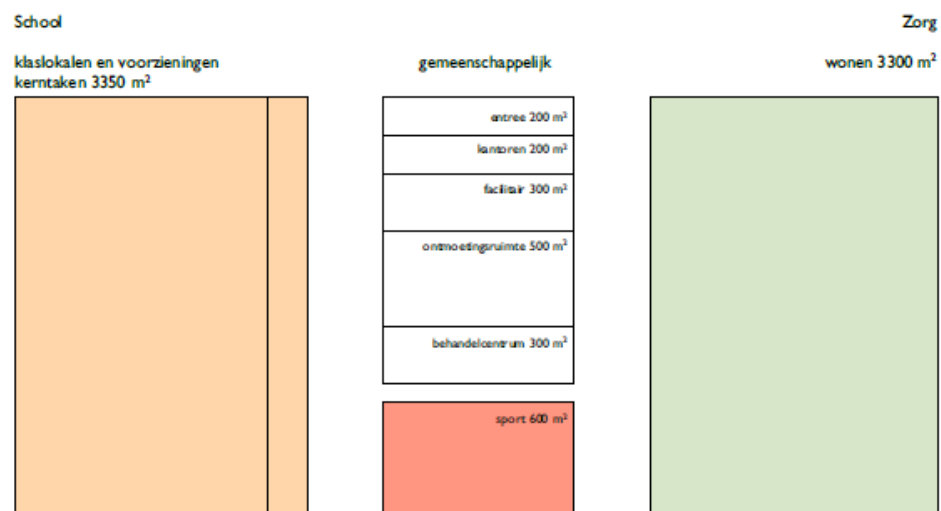 School
Zorg
klaslokalen en voorzieningen
kerntaken 3350 m²
gemeenschappelijk
wonen 3300 m²
entree 200 m²
kantoren 200 m²
facilitair 300 m²
ontmoetingsruimte 500 m²
behandelcentrum 300 m²
sport 600 m²